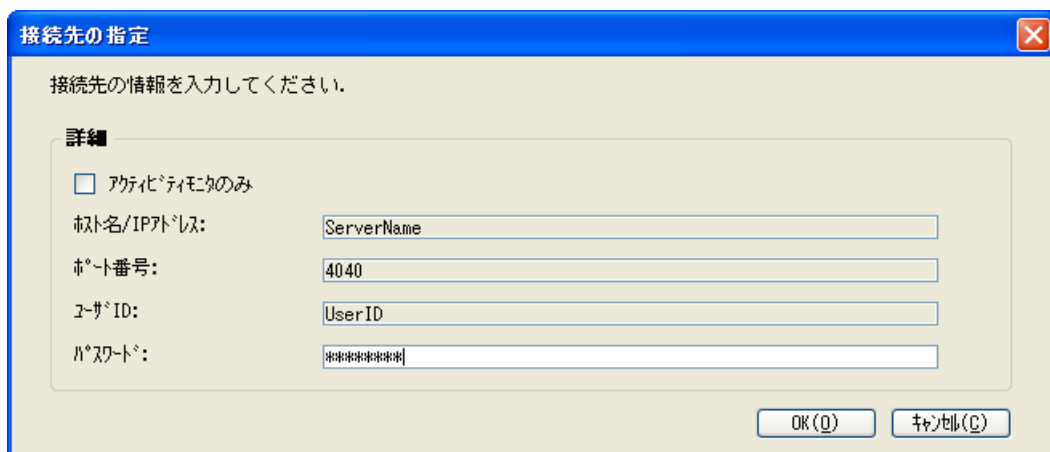 接続先の指定
接続先の情報を入力してください.
詳細
ｱｸﾃｨﾋﾞﾃｨﾓﾆﾀのみ
ﾎｽﾄ名/IPｱﾄﾞﾚｽ: ServerName
ﾎﾟｰﾄ番号: 4040
ﾕｰｻﾞID: UserID
ﾊﾟｽﾜｰﾄﾞ: ********
OK(O) ｷｬﾝｾﾙ(C)